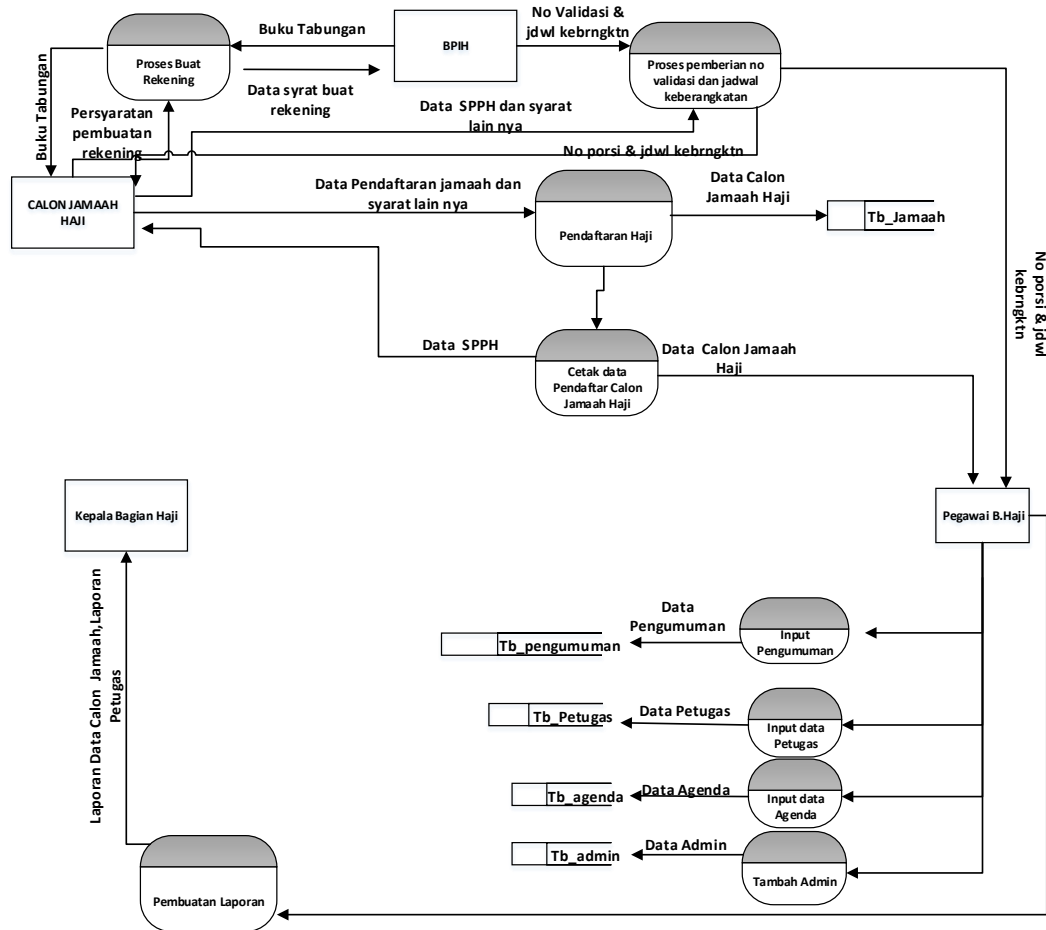 No Validasi &
jdwl kebrngktn
Buku Tabungan
BPIH
Proses Buat
Rekening
Proses pemberian no
validasi dan jadwal
keberangkatan
Data syrat buat
rekening
Buku Tabungan
Persyaratan
pembuatan
rekening
Data SPPH dan syarat
lain nya
No porsi & jdwl kebrngktn
CALON JAMAAH
HAJI
Data Pendaftaran jamaah dan
syarat lain nya
Data Calon
Jamaah Haji
Tb_Jamaah
Pendaftaran Haji
No porsi & jdwl
kebrngktn
Data SPPH
Data Calon Jamaah
Haji
Cetak data
Pendaftar Calon
Jamaah Haji
Kepala Bagian Haji
Pegawai B.Haji
Laporan Data Calon Jamaah,Laporan
Petugas
Data
Pengumuman
Input
Pengumuman
Tb_pengumuman
Data Petugas
Tb_Petugas
Input data
Petugas
Data Agenda
Tb_agenda
Input data
Agenda
Data Admin
Tb_admin
Tambah Admin
Pembuatan Laporan